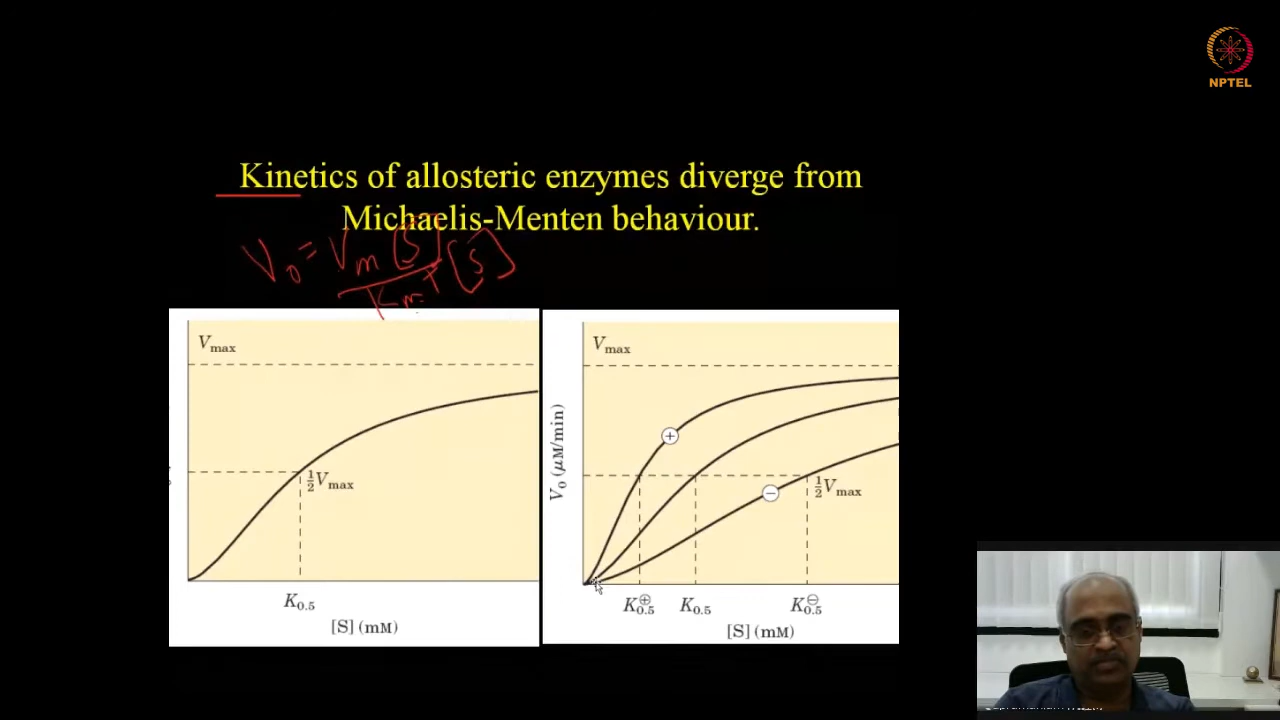 NPTEL
Kinetics of allosteric enzymes diverge from
Michaelis-Menten behaviour.
V₀ = Vm [S]
Km + [S]
Vmax
½Vmax
K0.5
[S] (mM)
Vmax
V₀ (μM/min)
½Vmax
K0.5⊕ K0.5 K0.5⊖
[S] (mM)